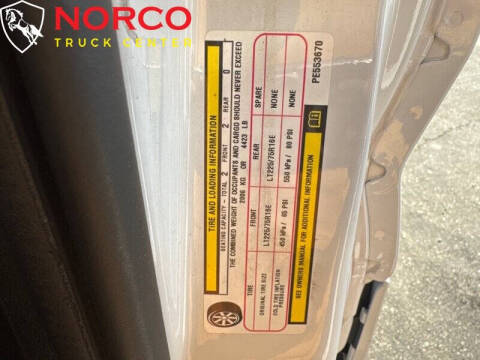 NORCO
TRUCK CENTER
TIRE AND LOADING INFORMATION
SEATING CAPACITY - TOTAL 2 FRONT 2 REAR 0
THE COMBINED WEIGHT OF OCCUPANTS AND CARGO SHOULD NEVER EXCEED
2006 KG OR 4423 LB
TIRE FRONT REAR SPARE
ORIGINAL TIRE SIZE LT225/75R16E LT225/75R16E NONE
COLD TIRE INFLATION PRESSURE 450 kPa / 65 PSI 550 kPa / 80 PSI NONE
SEE OWNERS MANUAL FOR ADDITIONAL INFORMATION
PE553670